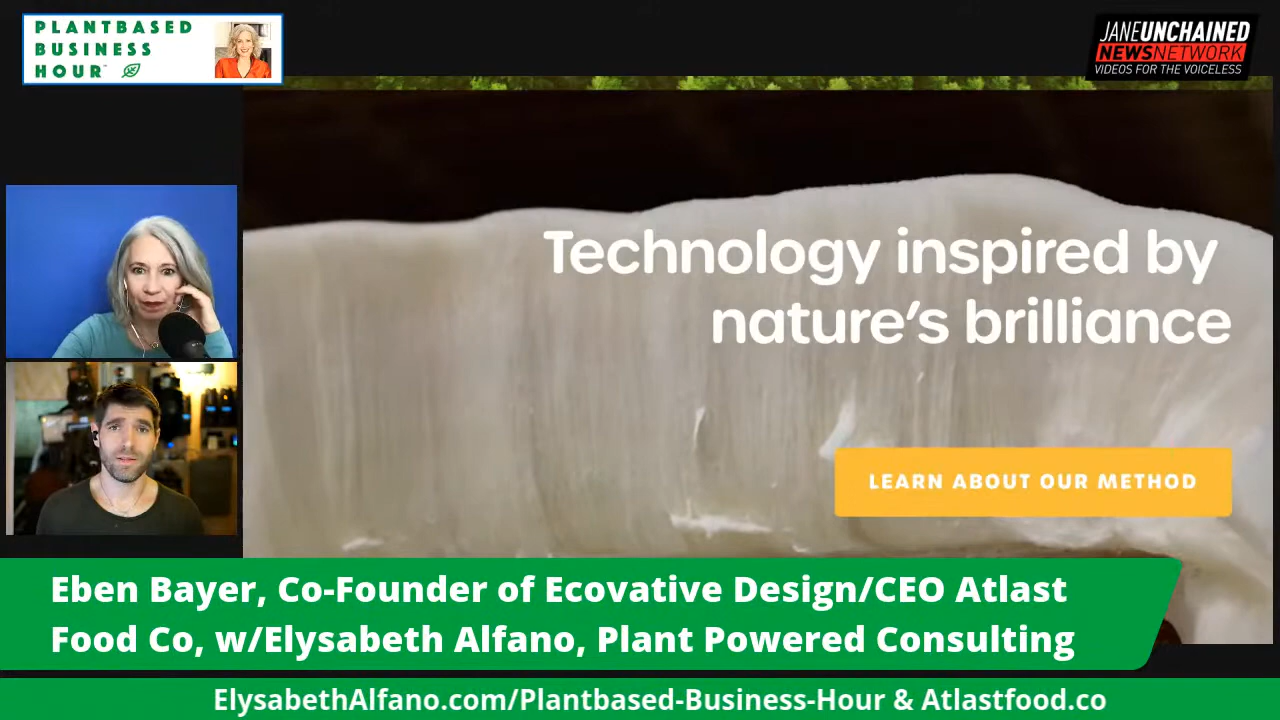 PLANTBASED
BUSINESS
HOUR
JANEUNCHAINED
NEWSNETWORK
VIDEOS FOR THE VOICELESS
Technology inspired by
nature's brilliance
LEARN ABOUT OUR METHOD
Eben Bayer, Co-Founder of Ecovative Design/CEO Atlast
Food Co, w/Elysabeth Alfano, Plant Powered Consulting
ElysabethAlfano.com/Plantbased-Business-Hour & Atlastfood.co